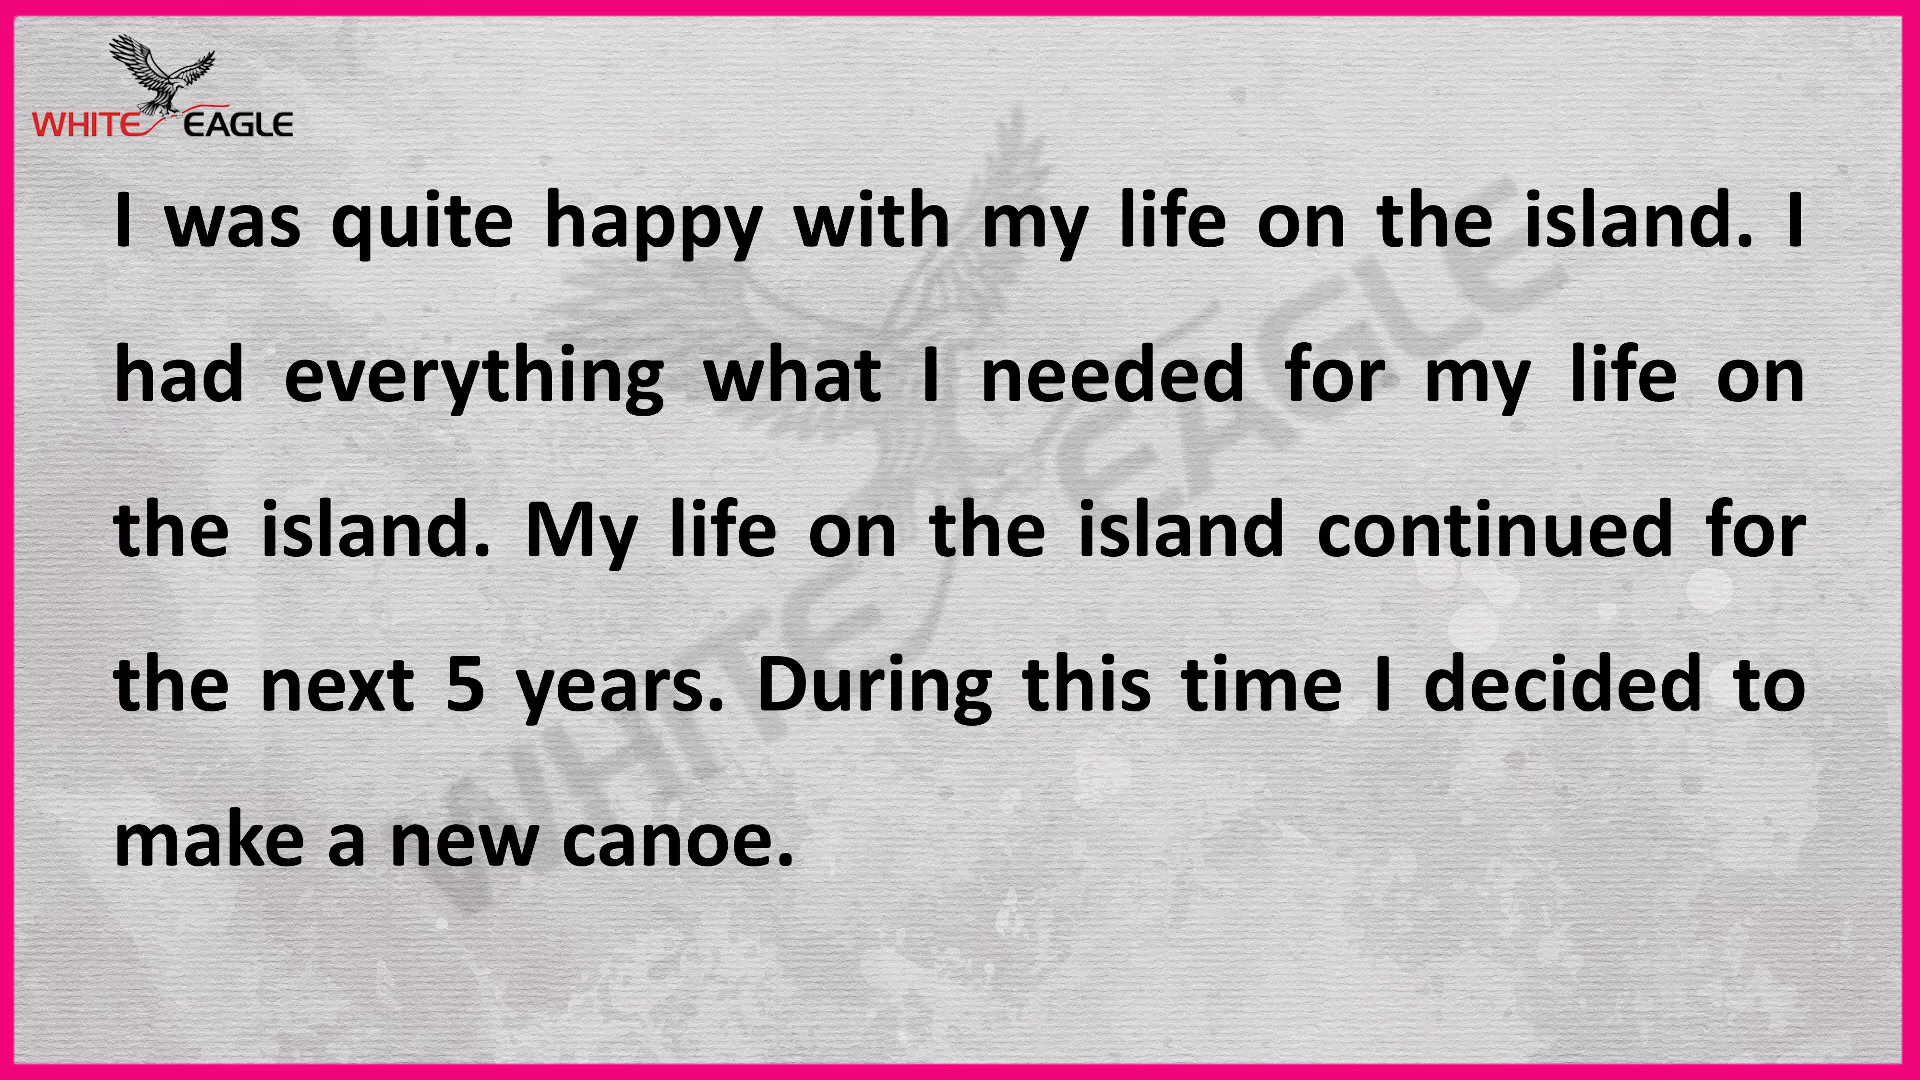 WHITE EAGLE
I was quite happy with my life on the island. I
had everything what I needed for my life on
the island. My life on the island continued for
the next 5 years. During this time I decided to
make a new canoe.
WHITE EAGLE